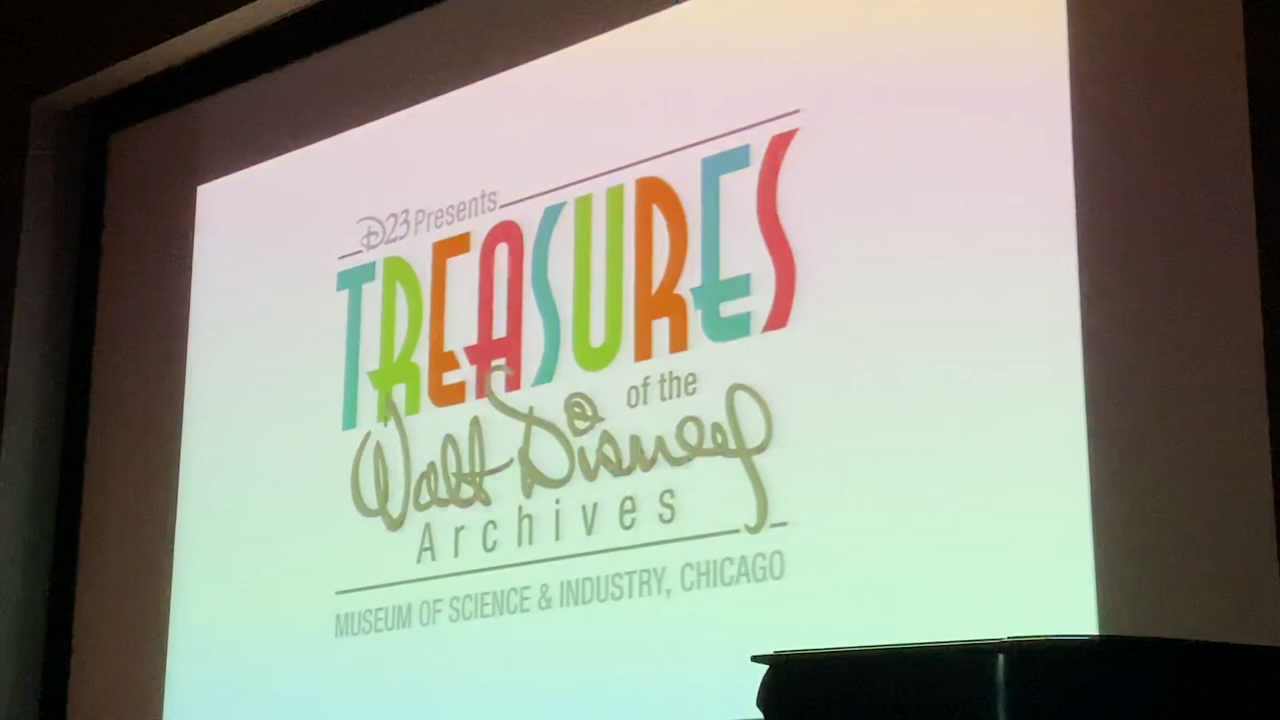 D23 Presents
TREASURES
of the
Walt Disney
Archives
MUSEUM OF SCIENCE & INDUSTRY, CHICAGO